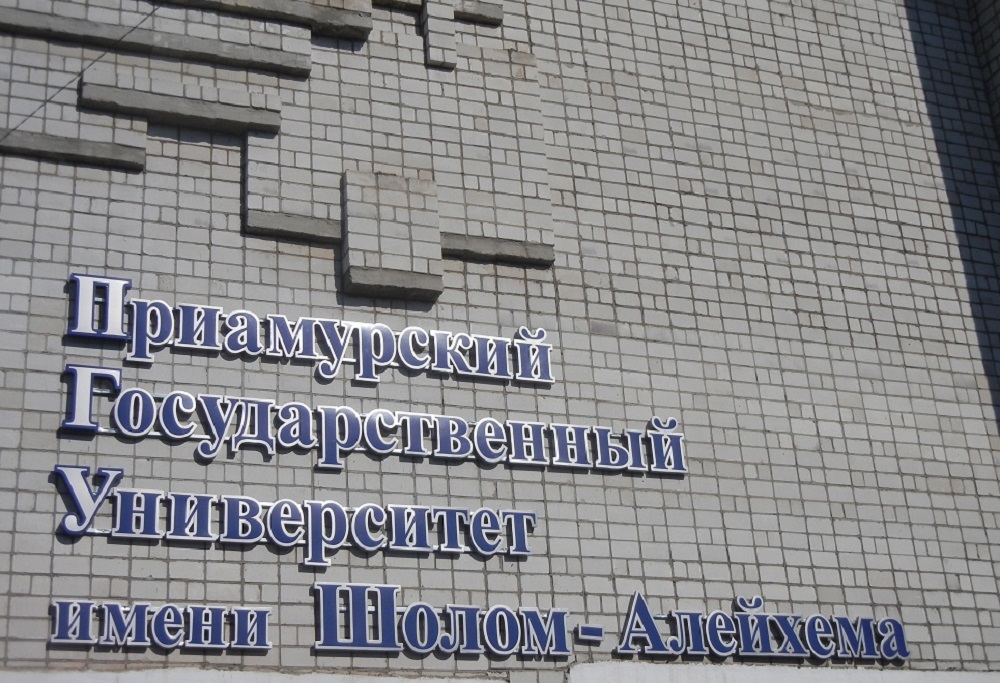 Приамурский
Государственный
Университет
имени Шолом-Алейхема